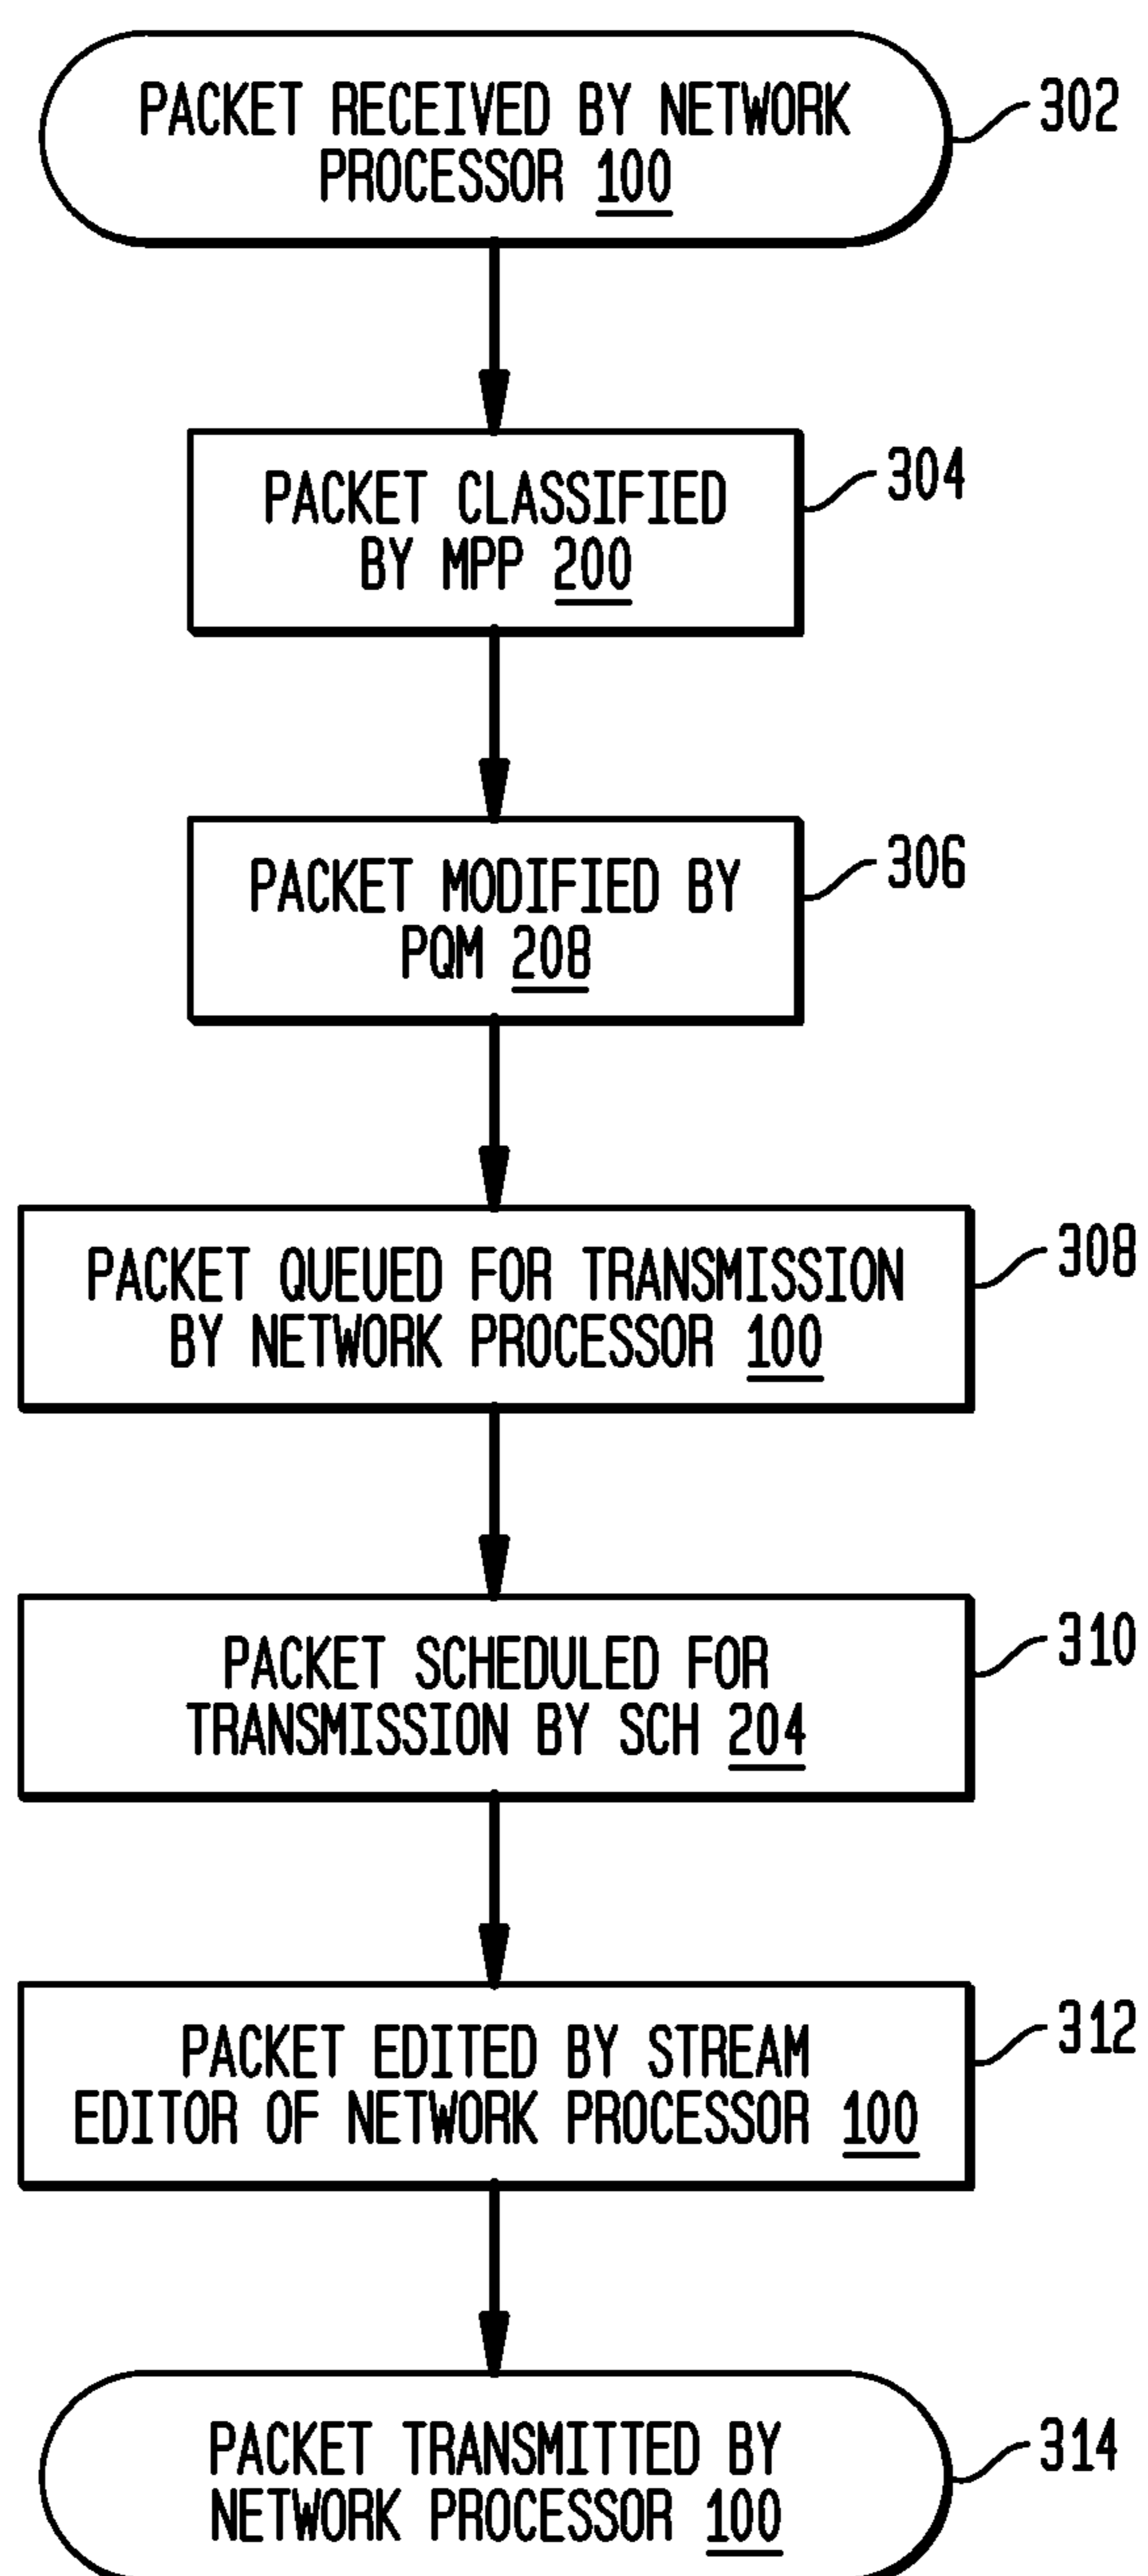 PACKET RECEIVED BY NETWORK
PROCESSOR 100
302
PACKET CLASSIFIED
BY MPP 200
304
PACKET MODIFIED BY
PQM 208
306
PACKET QUEUED FOR TRANSMISSION
BY NETWORK PROCESSOR 100
308
PACKET SCHEDULED FOR
TRANSMISSION BY SCH 204
310
PACKET EDITED BY STREAM
EDITOR OF NETWORK PROCESSOR 100
312
PACKET TRANSMITTED BY
NETWORK PROCESSOR 100
314